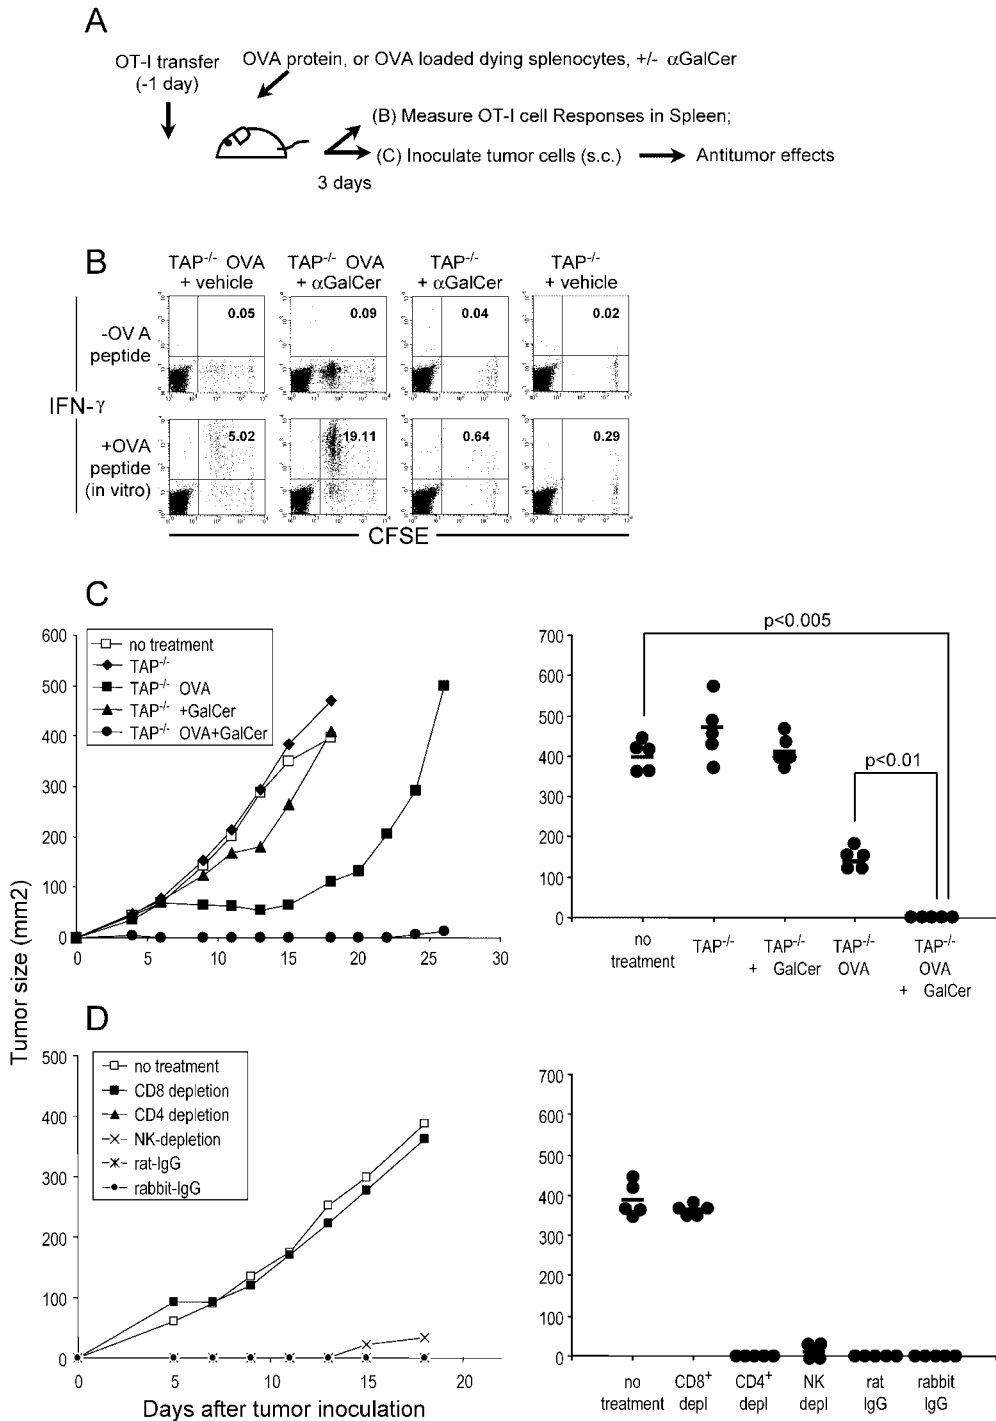 A
OT-I transfer
(-1 day)
OVA protein, or OVA loaded dying splenocytes, +/- αGalCer
(B) Measure OT-I cell Responses in Spleen;
(C) Inoculate tumor cells (s.c.)
Antitumor effects
3 days
B
TAP-/- OVA
+ vehicle
TAP-/- OVA
+ αGalCer
TAP-/-
+ αGalCer
TAP-/-
+ vehicle
-OV A
peptide
0.05
0.09
0.04
0.02
IFN-γ
+OVA
peptide
(in vitro)
5.02
19.11
0.64
0.29
CFSE
C
Tumor size (mm2)
600
500
400
300
200
100
0
0 5 10 15 20 25 30
no treatment
TAP-/-
TAP-/- OVA
TAP-/- +GalCer
TAP-/- OVA+GalCer
p<0.005
p<0.01
700
600
500
400
300
200
100
0
no
treatment
TAP-/-
TAP-/-
+ GalCer
TAP-/-
OVA
TAP-/-
OVA
+ GalCer
D
500
400
300
200
100
0
0 5 10 15 20
no treatment
CD8 depletion
CD4 depletion
NK-depletion
rat-IgG
rabbit-IgG
Days after tumor inoculation
700
600
500
400
300
200
100
0
no
treatment
CD8+
depl
CD4+
depl
NK
depl
rat
IgG
rabbit
IgG